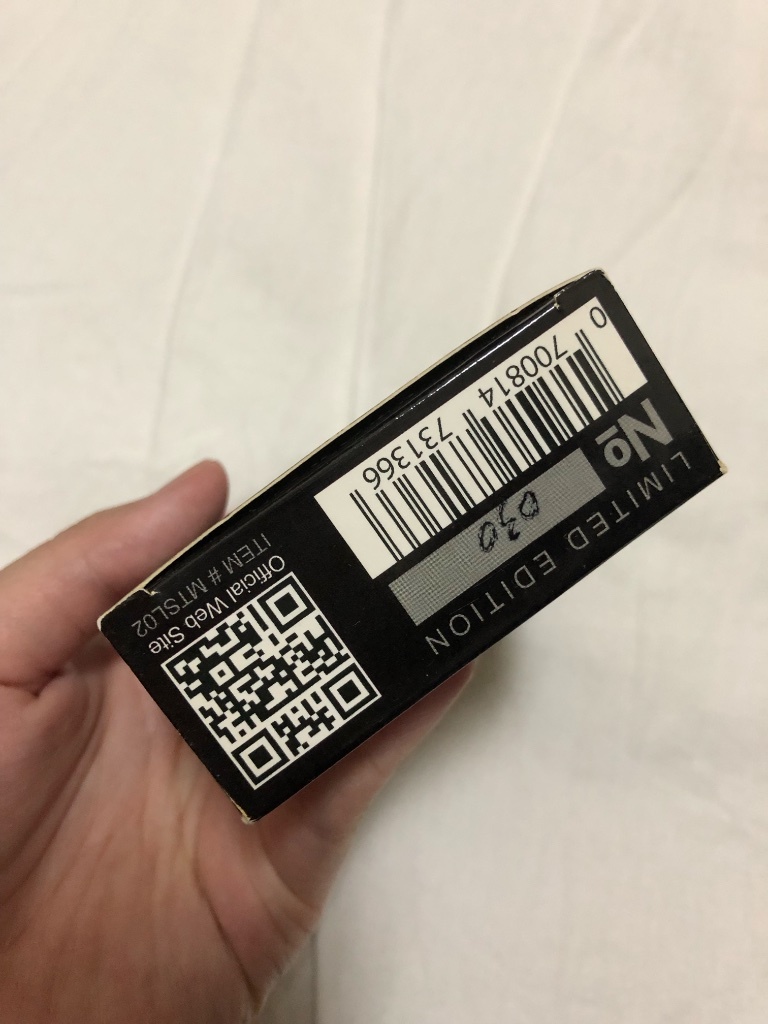 LIMITED EDITION
No 030
0 700814 731366
Official Web Site
ITEM # MTSL02